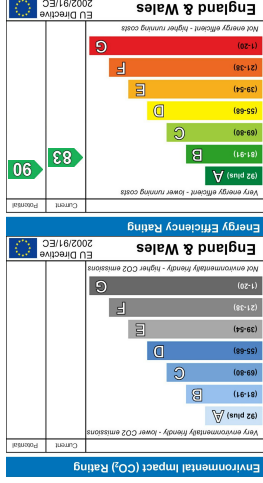 Environmental Impact (CO₂) Rating
Current Potential
Very environmentally friendly - lower CO2 emissions
(92 plus) A
(81-91) B
(69-80) C
(55-68) D
(39-54) E
(21-38) F
(1-20) G
Not environmentally friendly - higher CO2 emissions
England & Wales
EU Directive
2002/91/EC
Energy Efficiency Rating
Current Potential
Very energy efficient - lower running costs
(92 plus) A
(81-91) B
(69-80) C
(55-68) D
(39-54) E
(21-38) F
(1-20) G
83
90
Not energy efficient - higher running costs
England & Wales
EU Directive
2002/91/EC